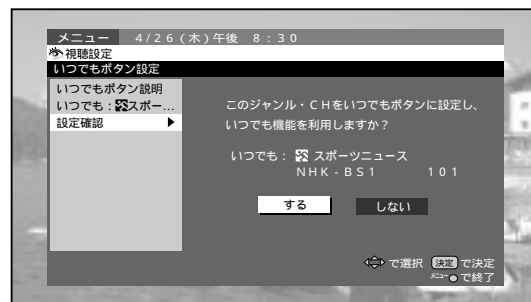 メニュー 4/26(木)午後 8:30
視聴設定
いつでもボタン設定
いつでもボタン説明
いつでも:スポー…
設定確認
このジャンル・CHをいつでもボタンに設定し、
いつでも機能を利用しますか?
いつでも: スポーツニュース
NHK-BS1 101
する しない
で選択 決定 で決定
メニュー で終了